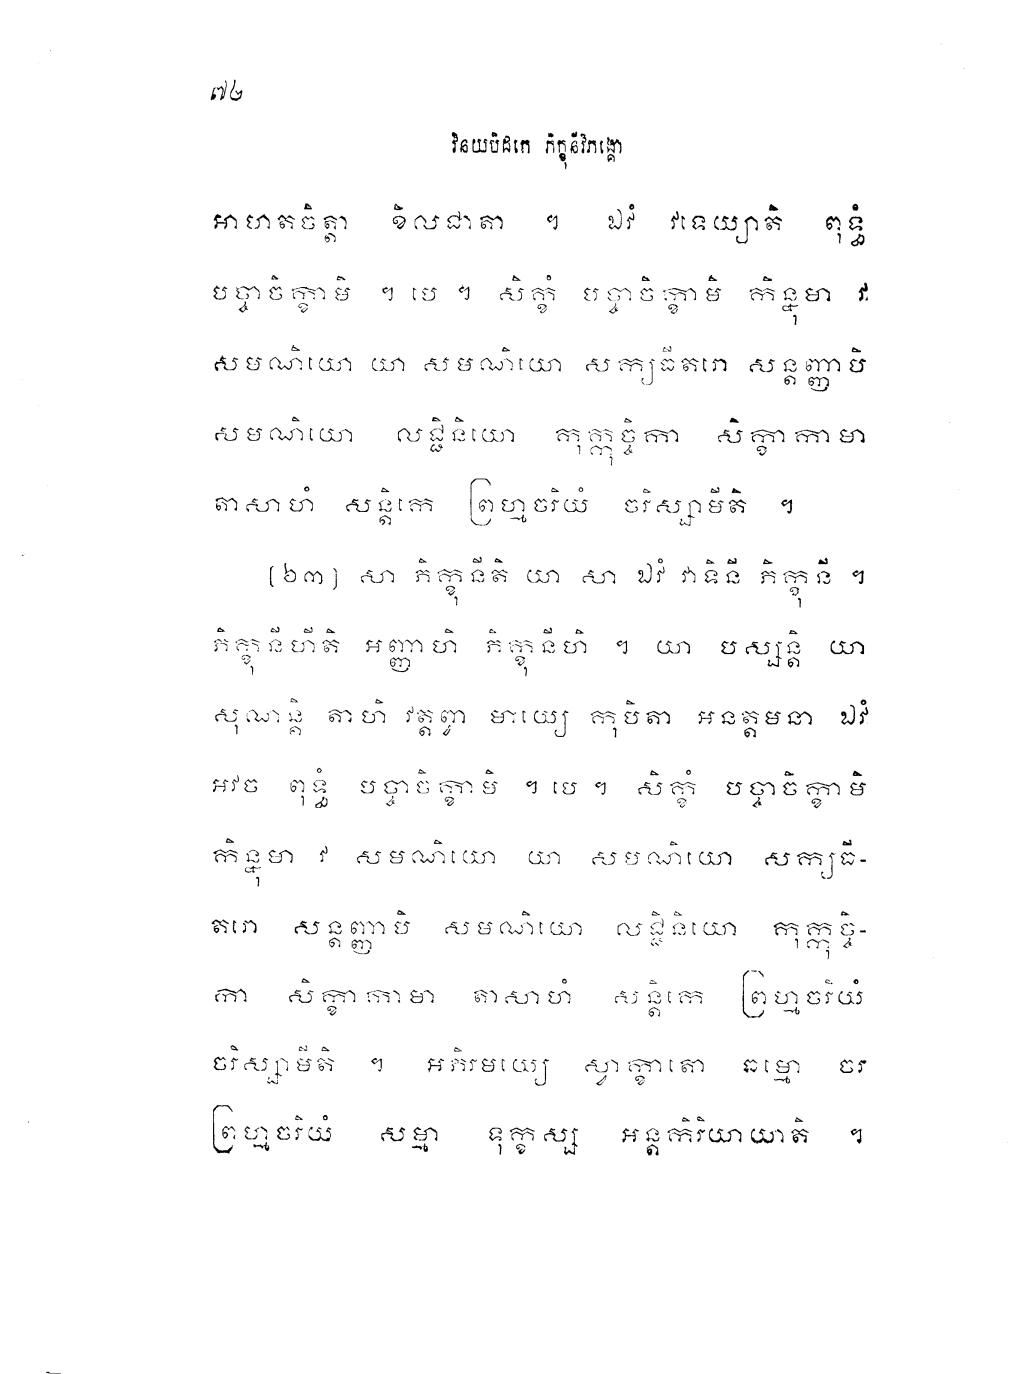 ៧៤
វិនយបិដកេ ភិក្ខុនីវិភង្គោ
អាហតចិត្តា ខិលជាតា ។ ឯវំ វទេយ្យាតិ ពុទ្ធំ
បច្ចាចិក្ខាមិ ។ បេ ។ សិក្ខំ បច្ចាចិក្ខាមិ កិន្នុមា វ
សមណិយោ យា សមណិយោ សក្យធីតរោ សន្តញ្ញាបិ
សមណិយោ លជ្ជិនិយោ កុក្កុច្ចិកា សិក្ខាកាមា
តាសាហំ សន្តិកេ ព្រហ្មចរិយំ ចរិស្សាមីតិ ។
(៦៣) សា ភិក្ខុនីតិ យា សា ឯវំ វាទិនី ភិក្ខុនី ។
ភិក្ខុនីហីតិ អញ្ញាហិ ភិក្ខុនីហិ ។ យា បស្សន្តិ យា
សុណន្តិ តាហិ វត្តព្វា មាយ្យេ កុបិតា អនត្តមនា ឯវំ
អវច ពុទ្ធំ បច្ចាចិក្ខាមិ ។ បេ ។ សិក្ខំ បច្ចាចិក្ខាមិ
កិន្នុមា វ សមណិយោ យា សមណិយោ សក្យធី-
តរោ សន្តញ្ញាបិ សមណិយោ លជ្ជិនិយោ កុក្កុច្ចិ-
កា សិក្ខាកាមា តាសាហំ សន្តិកេ ព្រហ្មចរិយំ
ចរិស្សាមីតិ ។ អភិរមយ្យេ ស្វាក្ខាតោ ធម្មោ ចរ
ព្រហ្មចរិយំ សម្មា ទុក្ខស្ស អន្តកិរិយាយាតិ ។